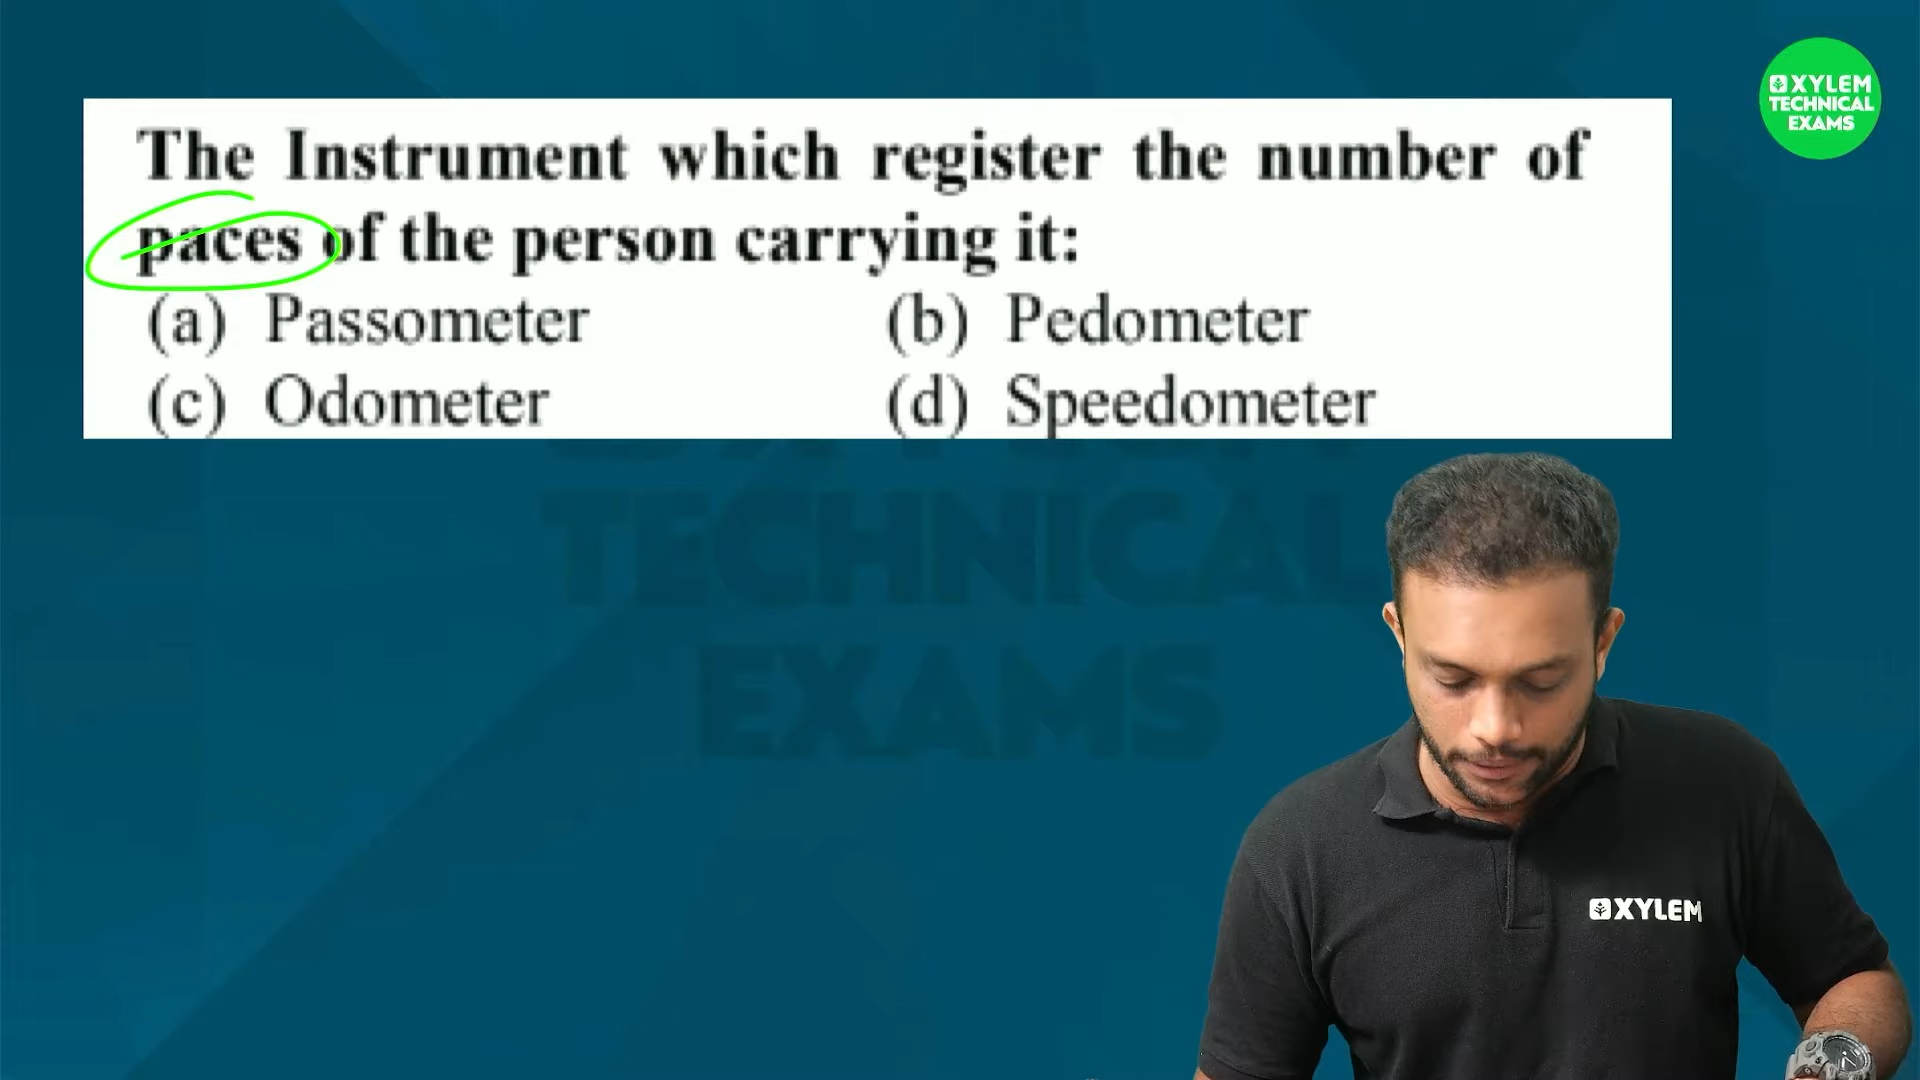 XYLEM
TECHNICAL
EXAMS
The Instrument which register the number of
paces of the person carrying it:
(a) Passometer (b) Pedometer
(c) Odometer (d) Speedometer
TECHNICAL
EXAMS
XYLEM